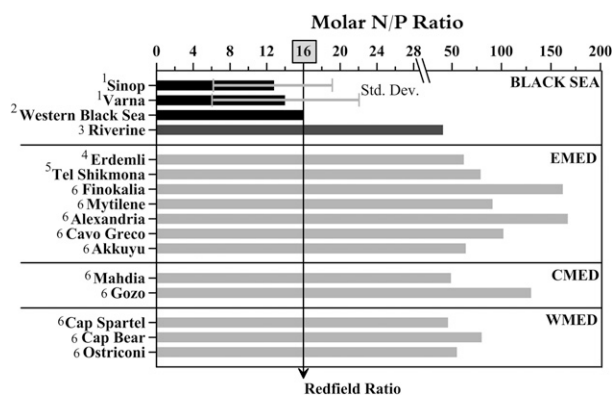 Molar N/P Ratio
0 4 8 12 16 20 24 28 50 100 150 200
BLACK SEA
1Sinop
Std. Dev.
1Varna
2Western Black Sea
3 Riverine
EMED
4 Erdemli
5Tel Shikmona
6 Finokalia
6 Mytilene
6 Alexandria
6 Cavo Greco
6 Akkuyu
CMED
6 Mahdia
6 Gozo
WMED
6Cap Spartel
6 Cap Bear
6 Ostriconi
Redfield Ratio